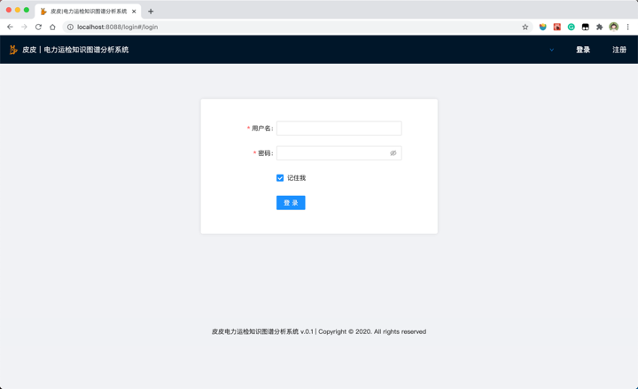 皮皮|电力运检知识图谱分析系统
localhost:8088/login#/login
皮皮 | 电力运检知识图谱分析系统
登录
注册
* 用户名:
* 密码:
记住我
登 录
皮皮电力运检知识图谱分析系统 v.0.1 | Copyright © 2020. All rights reserved